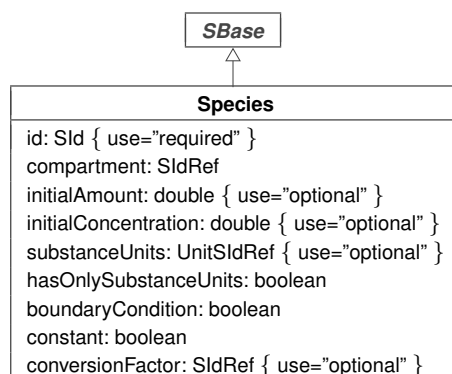 SBase
Species
id: SId { use=”required” }
compartment: SIdRef
initialAmount: double { use=”optional” }
initialConcentration: double { use=”optional” }
substanceUnits: UnitSIdRef { use=”optional” }
hasOnlySubstanceUnits: boolean
boundaryCondition: boolean
constant: boolean
conversionFactor: SIdRef { use=”optional” }